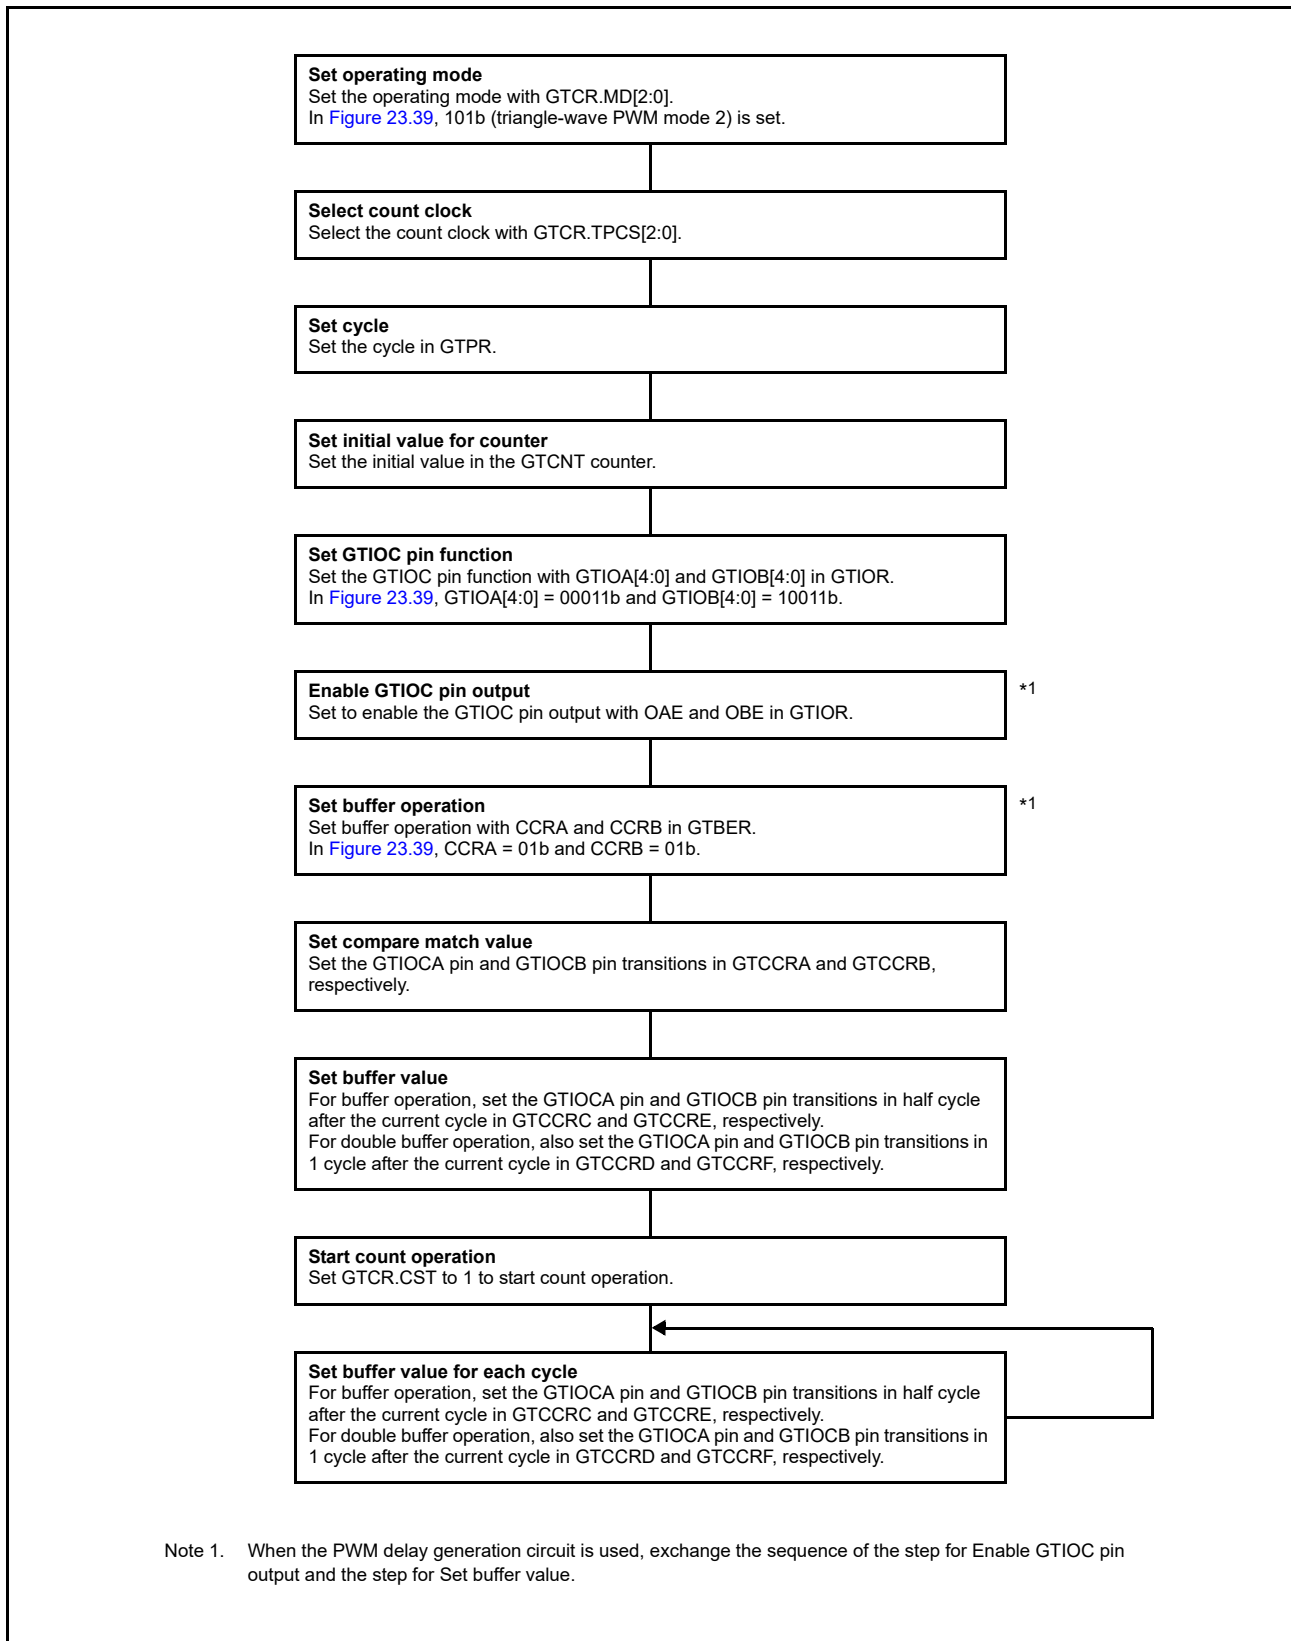 Set operating mode
Set the operating mode with GTCR.MD[2:0].
In Figure 23.39, 101b (triangle-wave PWM mode 2) is set.
Select count clock
Select the count clock with GTCR.TPCS[2:0].
Set cycle
Set the cycle in GTPR.
Set initial value for counter
Set the initial value in the GTCNT counter.
Set GTIOC pin function
Set the GTIOC pin function with GTIOA[4:0] and GTIOB[4:0] in GTIOR.
In Figure 23.39, GTIOA[4:0] = 00011b and GTIOB[4:0] = 10011b.
Enable GTIOC pin output
Set to enable the GTIOC pin output with OAE and OBE in GTIOR.
*1
Set buffer operation
Set buffer operation with CCRA and CCRB in GTBER.
In Figure 23.39, CCRA = 01b and CCRB = 01b.
*1
Set compare match value
Set the GTIOCA pin and GTIOCB pin transitions in GTCCRA and GTCCRB,
respectively.
Set buffer value
For buffer operation, set the GTIOCA pin and GTIOCB pin transitions in half cycle
after the current cycle in GTCCRC and GTCCRE, respectively.
For double buffer operation, also set the GTIOCA pin and GTIOCB pin transitions in
1 cycle after the current cycle in GTCCRD and GTCCRF, respectively.
Start count operation
Set GTCR.CST to 1 to start count operation.
Set buffer value for each cycle
For buffer operation, set the GTIOCA pin and GTIOCB pin transitions in half cycle
after the current cycle in GTCCRC and GTCCRE, respectively.
For double buffer operation, also set the GTIOCA pin and GTIOCB pin transitions in
1 cycle after the current cycle in GTCCRD and GTCCRF, respectively.
Note 1. When the PWM delay generation circuit is used, exchange the sequence of the step for Enable GTIOC pin
output and the step for Set buffer value.